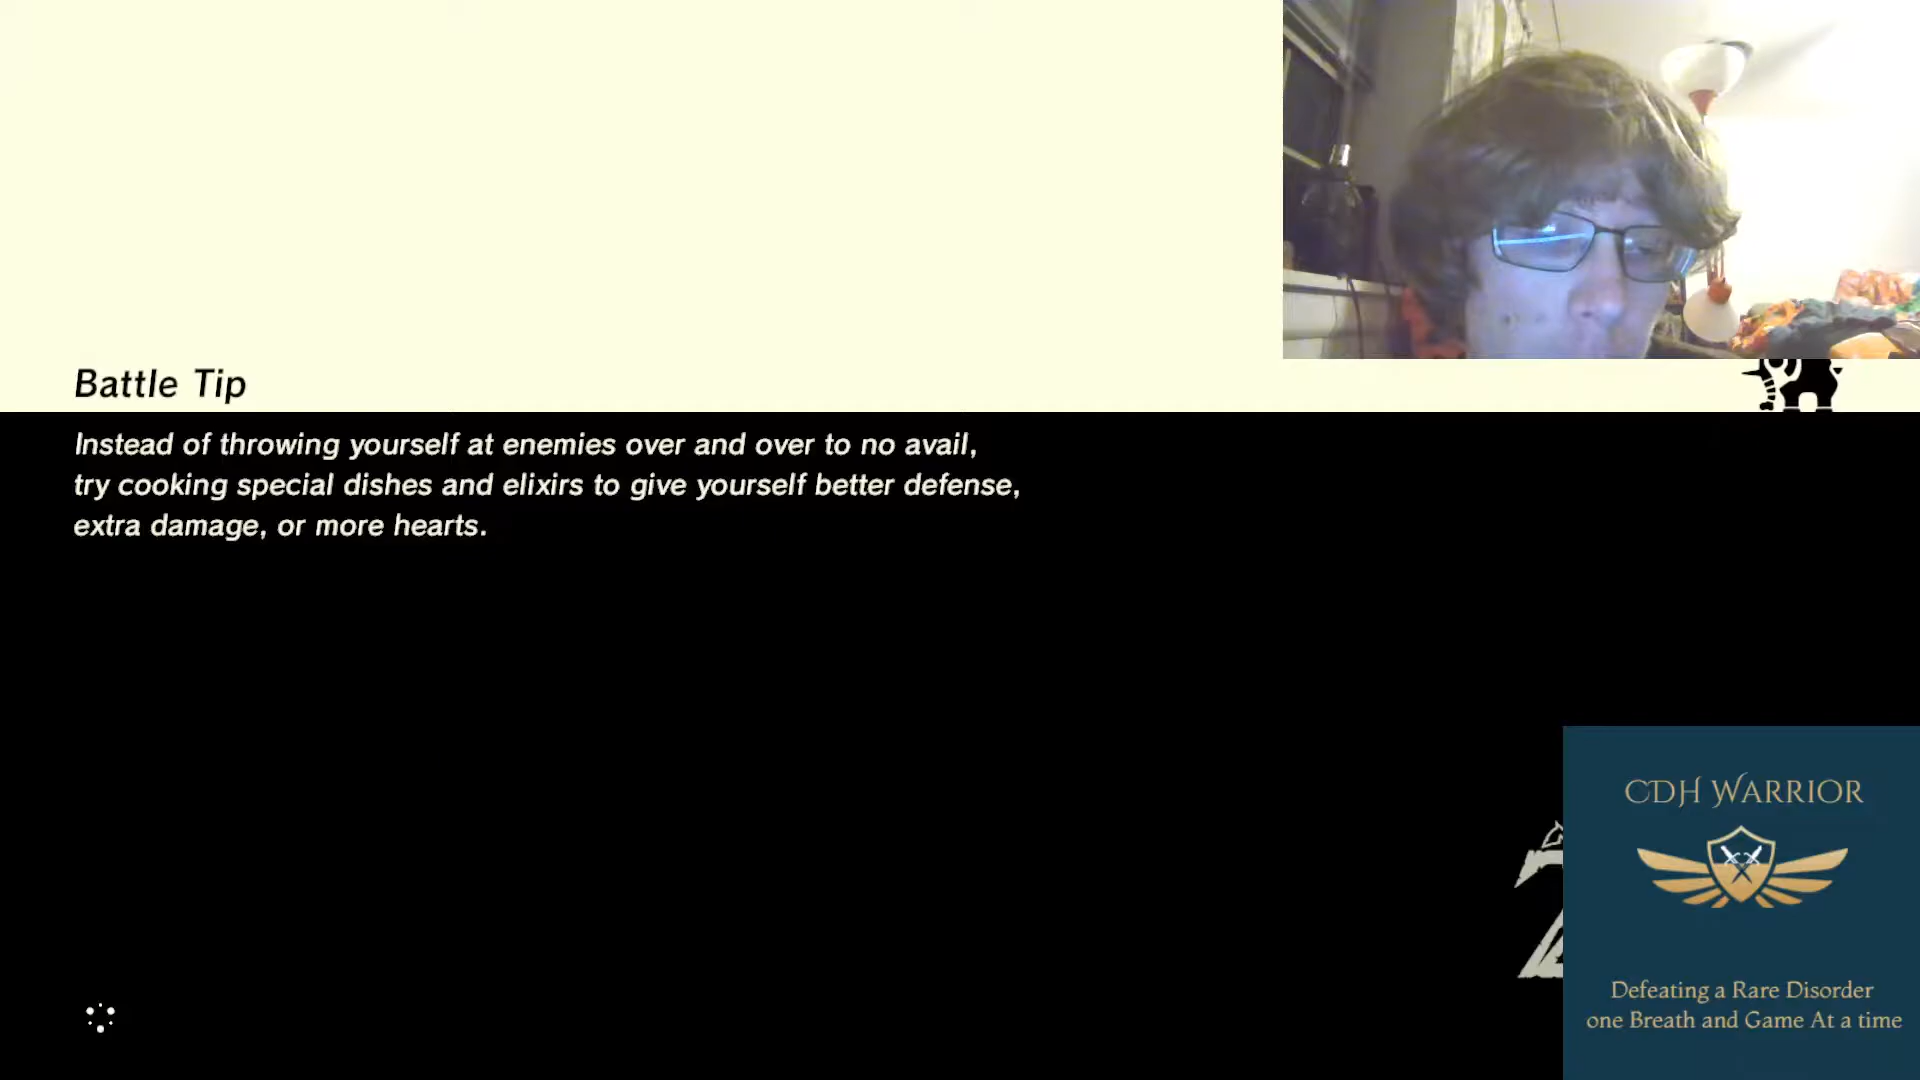 Battle Tip
Instead of throwing yourself at enemies over and over to no avail,
try cooking special dishes and elixirs to give yourself better defense,
extra damage, or more hearts.
CDH WARRIOR
Defeating a Rare Disorder
one Breath and Game At a time